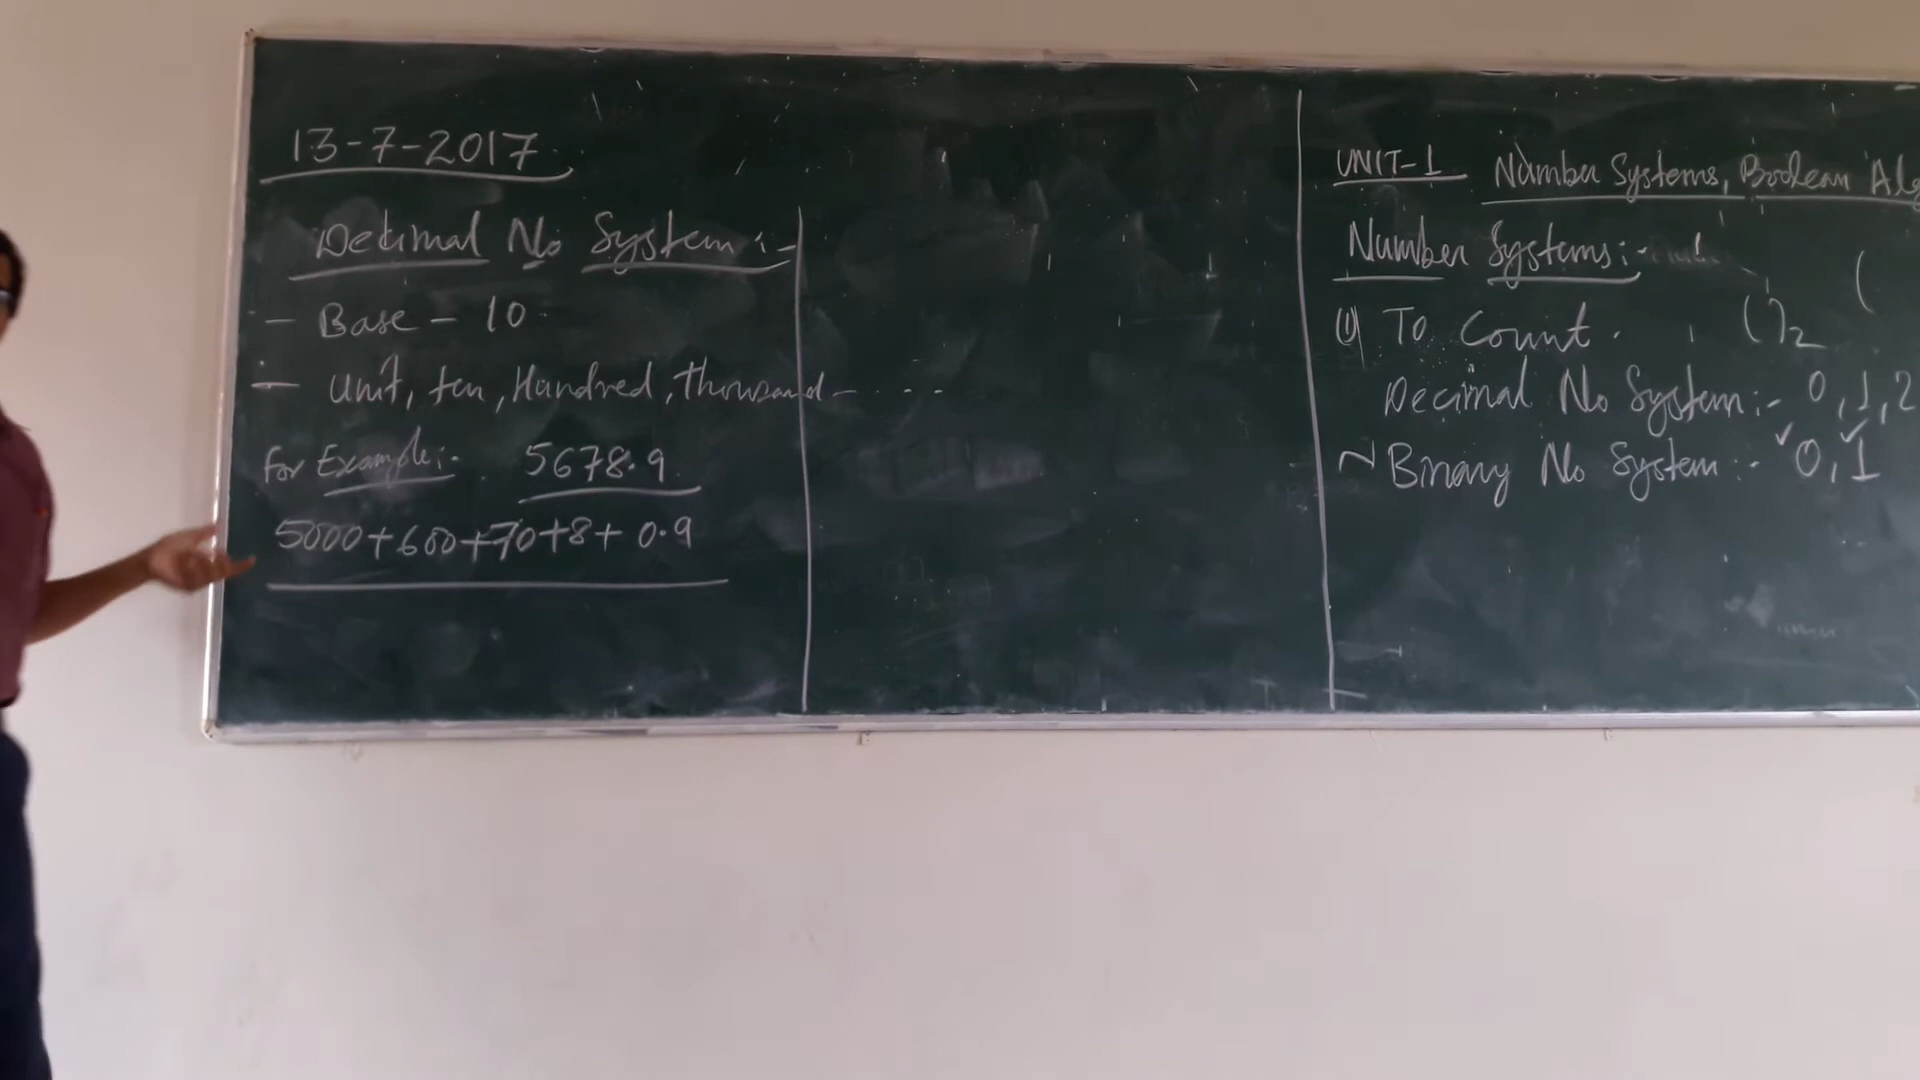 13-7-2017
Decimal No System :-
- Base - 10
- Unit, ten, Hundred, Thousand - . . . .
for Example:- 5678.9
5000+600+70+8+ 0.9
UNIT-1 Number Systems, Boolean Alg
Number Systems:-
(1) To Count. ( )2 (
Decimal No System:- 0,1,2
~ Binary No System:- 0,1